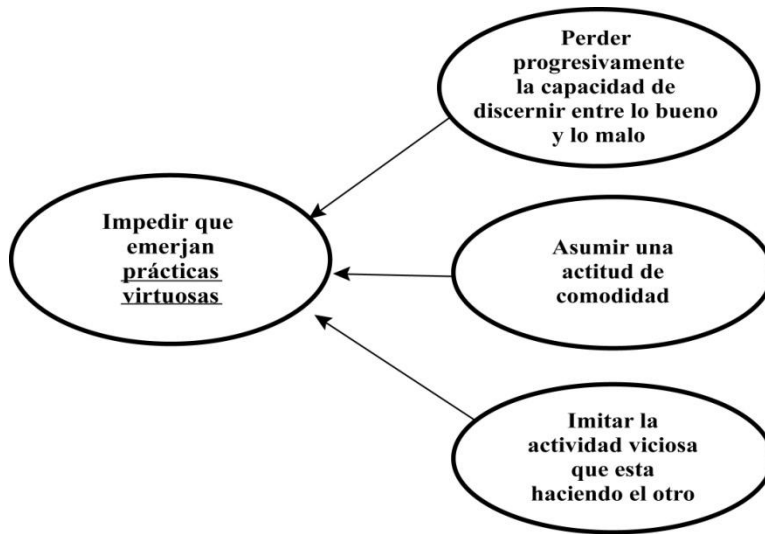 Perder
progresivamente
la capacidad de
discernir entre lo bueno
y lo malo
Impedir que
emerjan
prácticas
virtuosas
Asumir una
actitud de
comodidad
Imitar la
actividad viciosa
que esta
haciendo el otro